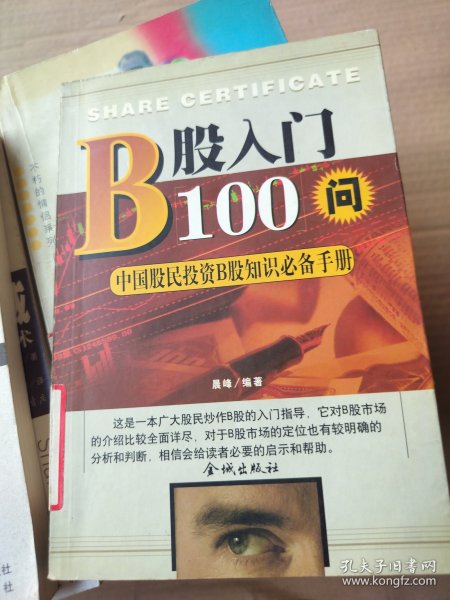 SHARE CERTIFICATE
B股入门
100问
中国股民投资B股知识必备手册
晨峰/编著
这是一本广大股民炒作B股的入门指导，它对B股市场
的介绍比较全面详尽．对于B股市场的定位也有较明确的
分析和判断，相信会给读者必要的启示和帮助。
金城出版社
术
社
社
孔夫子旧书网
www.kongfz.com